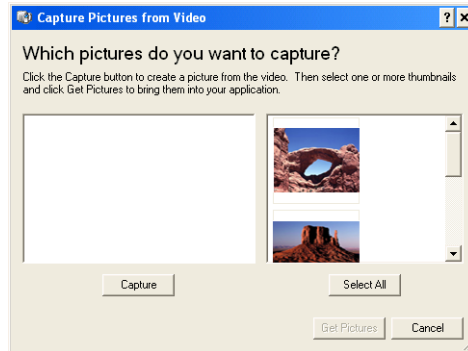 Capture Pictures from Video
Which pictures do you want to capture?
Click the Capture button to create a picture from the video. Then select one or more thumbnails
and click Get Pictures to bring them into your application.
Capture
Select All
Get Pictures
Cancel